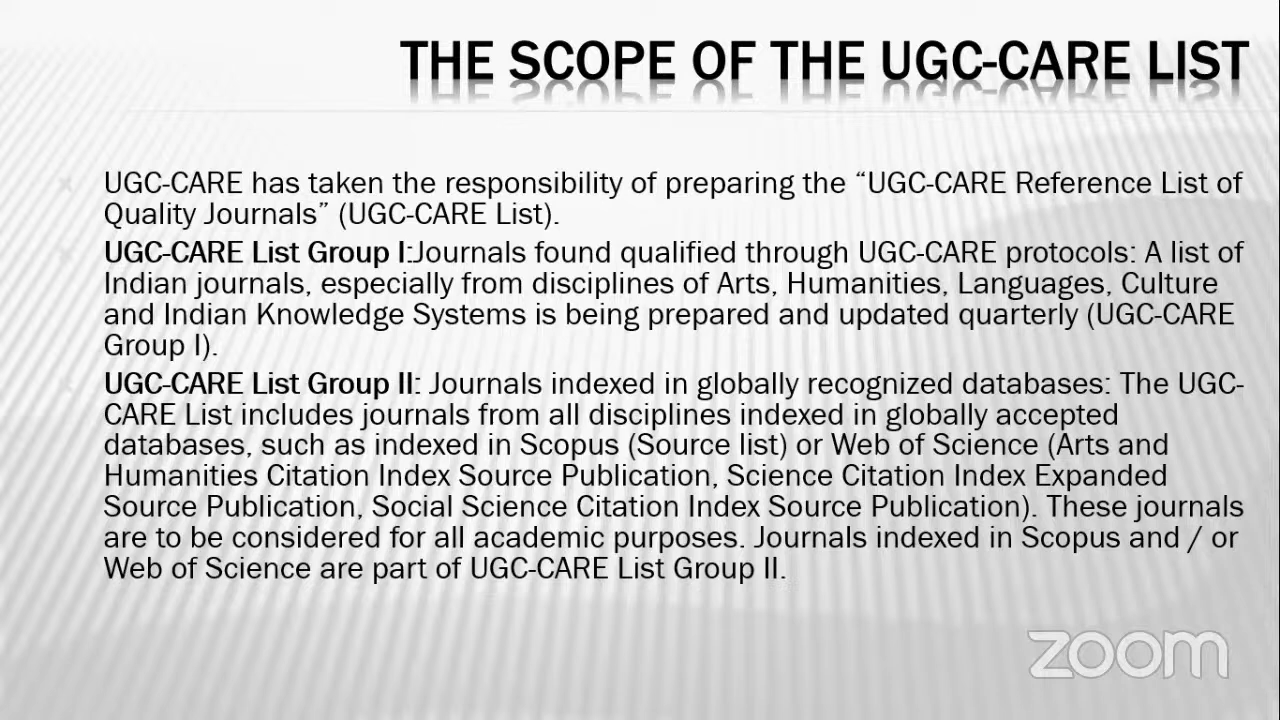 THE SCOPE OF THE UGC-CARE LIST
UGC-CARE has taken the responsibility of preparing the “UGC-CARE Reference List of
Quality Journals” (UGC-CARE List).
UGC-CARE List Group I:Journals found qualified through UGC-CARE protocols: A list of
Indian journals, especially from disciplines of Arts, Humanities, Languages, Culture
and Indian Knowledge Systems is being prepared and updated quarterly (UGC-CARE
Group I).
UGC-CARE List Group II: Journals indexed in globally recognized databases: The UGC-
CARE List includes journals from all disciplines indexed in globally accepted
databases, such as indexed in Scopus (Source list) or Web of Science (Arts and
Humanities Citation Index Source Publication, Science Citation Index Expanded
Source Publication, Social Science Citation Index Source Publication). These journals
are to be considered for all academic purposes. Journals indexed in Scopus and / or
Web of Science are part of UGC-CARE List Group II.
zoom